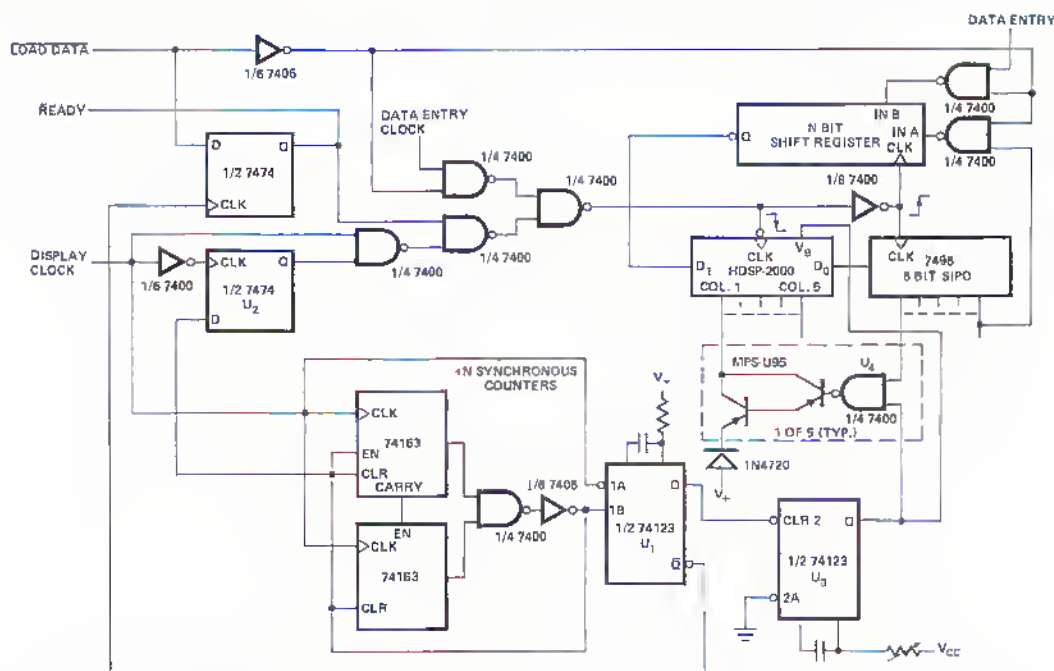 DATA ENTRY
LOAD DATA
1/6 7406
READY
DATA ENTRY
CLOCK
1/4 7400
IN B
N BIT
SHIFT REGISTER
IN A
CLK
Q
1/4 7400
D
Q
1/2 7474
CLK
1/4 7400
1/4 7400
1/8 7400
DISPLAY
CLOCK
1/6 7400
CLK
Q
1/2 7474
U2
D
1/4 7400
1/4 7400
CLK
VB
HDSP-2000
COL. 1
COL. 5
DO
CLK
7496
8 BIT SIPO
÷N SYNCHRONOUS
COUNTERS
CLK
74163
EN
CLR
CARRY
EN
CLK
74163
CLR
1/4 7400
1/6 7406
V+
1A
Q
1B
1/2 74123
U1
Q
MPS-U95
U4
1/4 7400
1 OF 5 (TYP.)
1N4720
V+
CLR 2
Q
1/2 74123
U3
2A
VCC